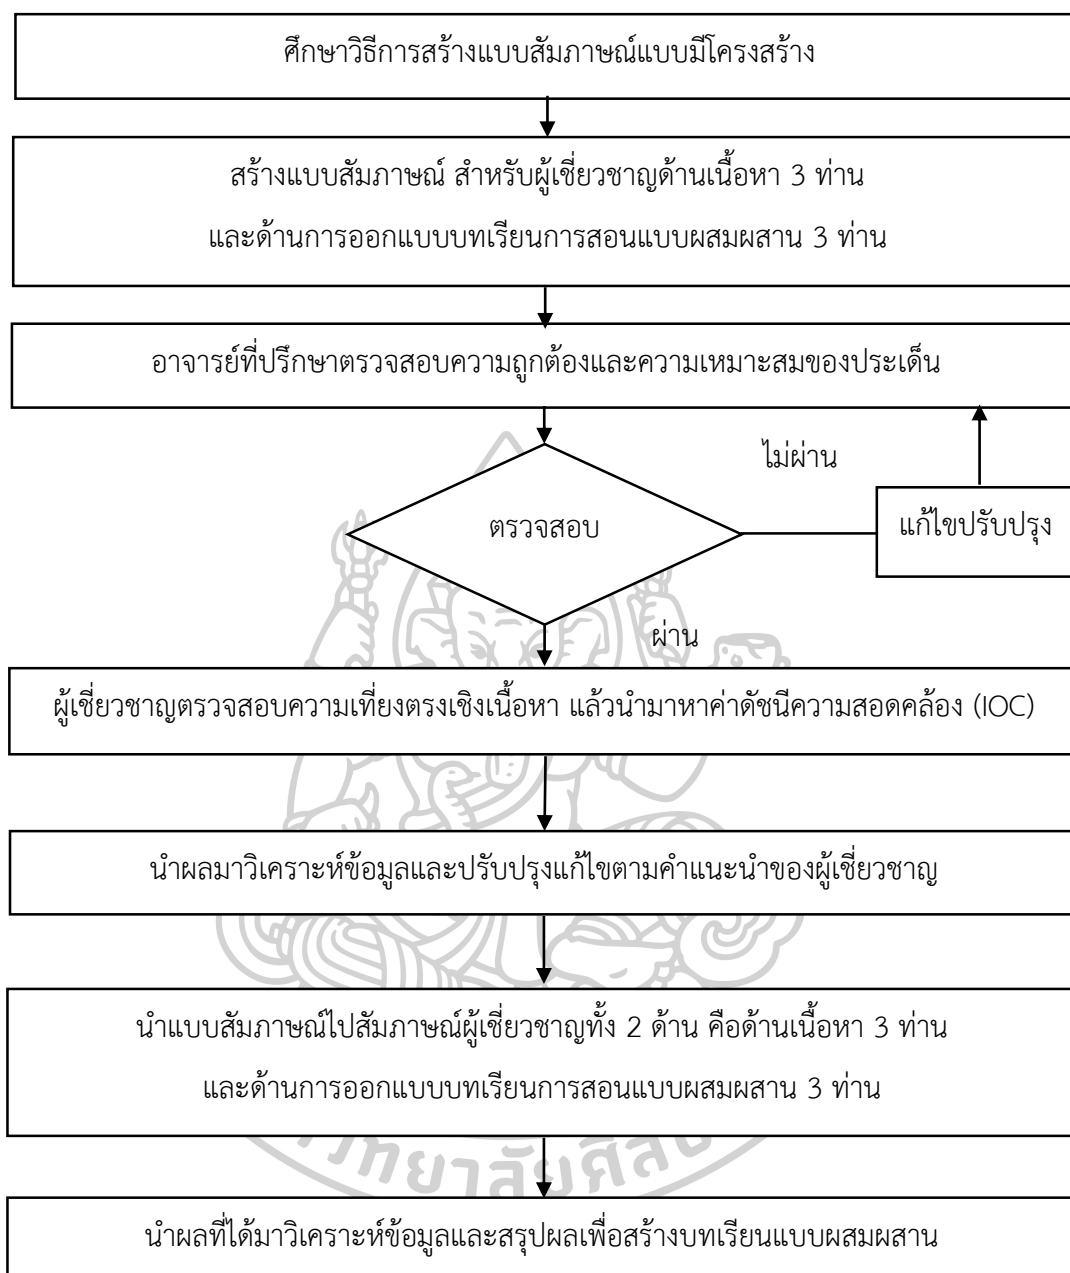 ศึกษาวิธีการสร้างแบบสัมภาษณ์แบบมีโครงสร้าง
สร้างแบบสัมภาษณ์ สำหรับผู้เชี่ยวชาญด้านเนื้อหา 3 ท่าน
และด้านการออกแบบบทเรียนการสอนแบบผสมผสาน 3 ท่าน
อาจารย์ที่ปรึกษาตรวจสอบความถูกต้องและความเหมาะสมของประเด็น
ไม่ผ่าน
ตรวจสอบ
แก้ไขปรับปรุง
ผ่าน
ผู้เชี่ยวชาญตรวจสอบความเที่ยงตรงเชิงเนื้อหา แล้วนำมาหาค่าดัชนีความสอดคล้อง (IOC)
นำผลมาวิเคราะห์ข้อมูลและปรับปรุงแก้ไขตามคำแนะนำของผู้เชี่ยวชาญ
นำแบบสัมภาษณ์ไปสัมภาษณ์ผู้เชี่ยวชาญทั้ง 2 ด้าน คือด้านเนื้อหา 3 ท่าน
และด้านการออกแบบบทเรียนการสอนแบบผสมผสาน 3 ท่าน
นำผลที่ได้มาวิเคราะห์ข้อมูลและสรุปผลเพื่อสร้างบทเรียนแบบผสมผสาน